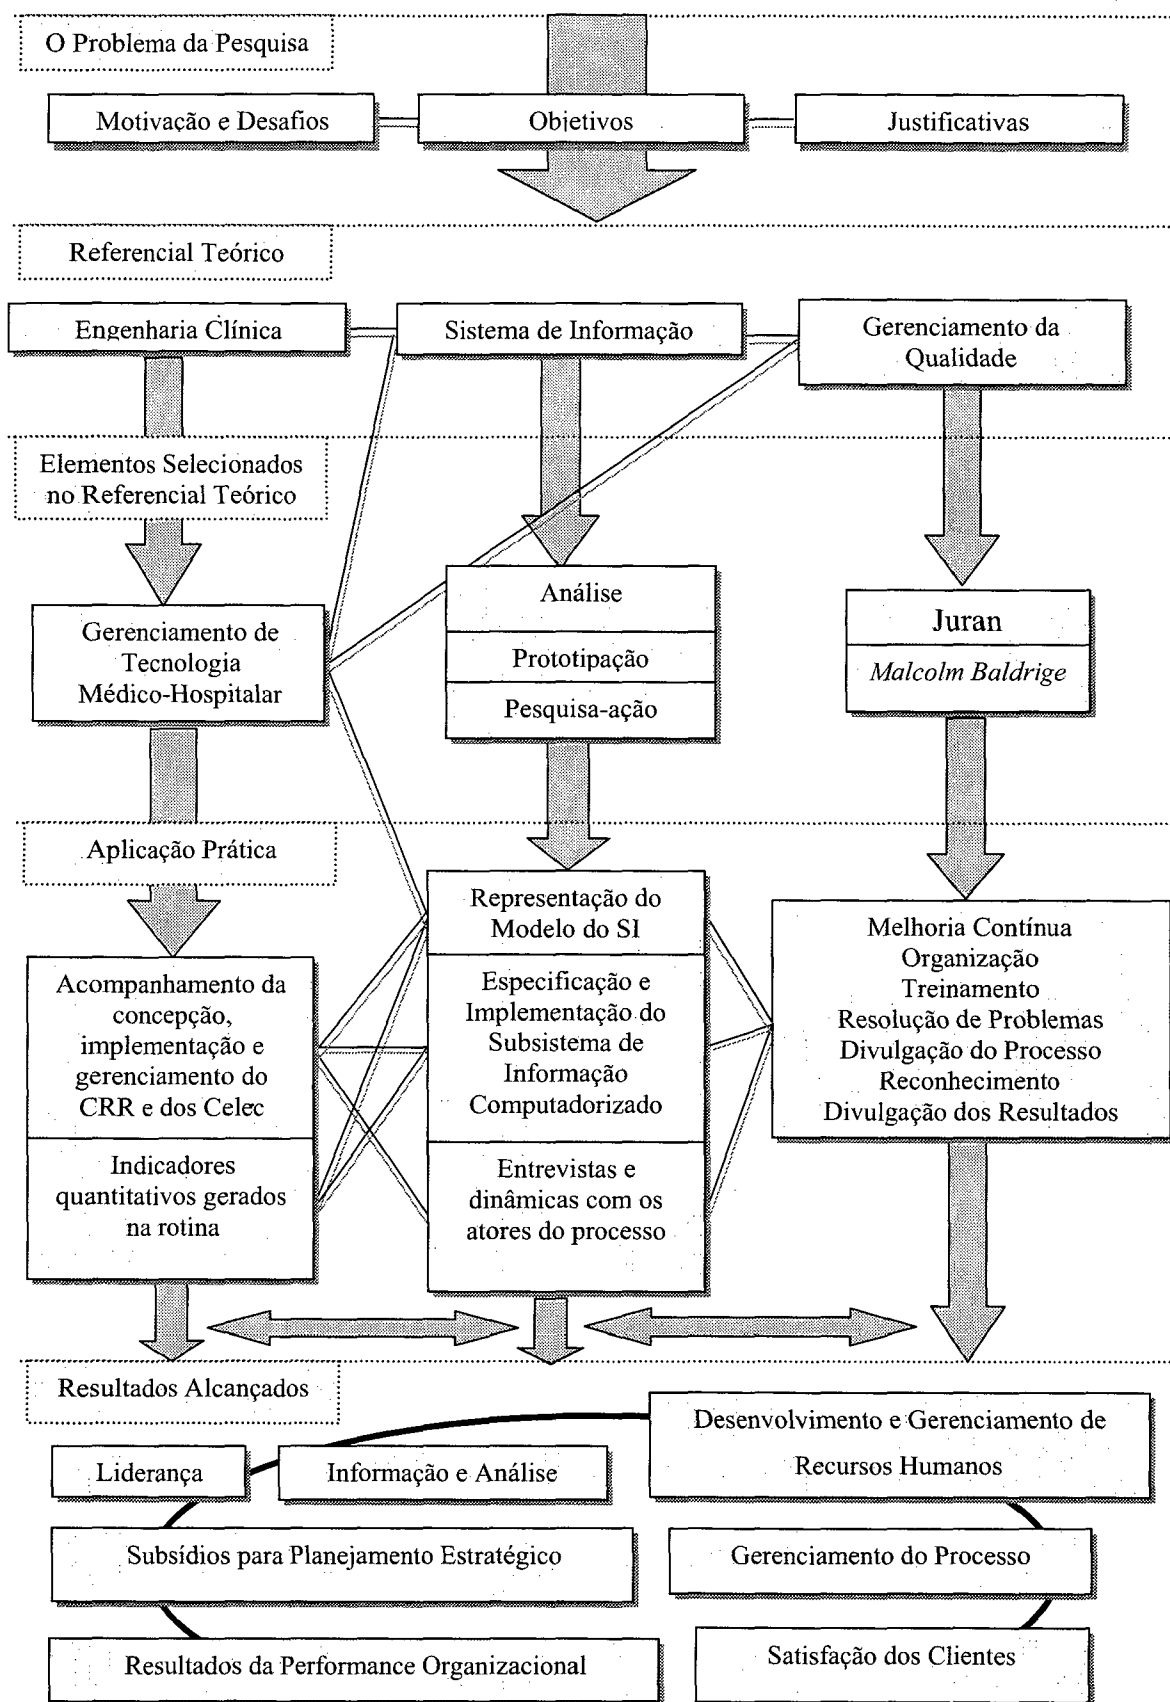 O Problema da Pesquisa
Motivação e Desafios
Objetivos
Justificativas
Referencial Teórico
Engenharia Clínica
Sistema de Informação
Gerenciamento da
Qualidade
Elementos Selecionados
no Referencial Teórico
Gerenciamento de
Tecnologia
Médico-Hospitalar
Análise
Prototipação
Pesquisa-ação
Juran
Malcolm Baldrige
Aplicação Prática
Acompanhamento da
concepção,
implementação e
gerenciamento do
CRR e dos Celec
Indicadores
quantitativos gerados
na rotina
Representação do
Modelo do SI
Especificação e
Implementação do
Subsistema de
Informação
Computadorizado
Entrevistas e
dinâmicas com os
atores do processo
Melhoria Contínua
Organização
Treinamento
Resolução de Problemas
Divulgação do Processo
Reconhecimento
Divulgação dos Resultados
Resultados Alcançados
Desenvolvimento e Gerenciamento de
Recursos Humanos
Liderança
Informação e Análise
Subsídios para Planejamento Estratégico
Gerenciamento do Processo
Resultados da Performance Organizacional
Satisfação dos Clientes